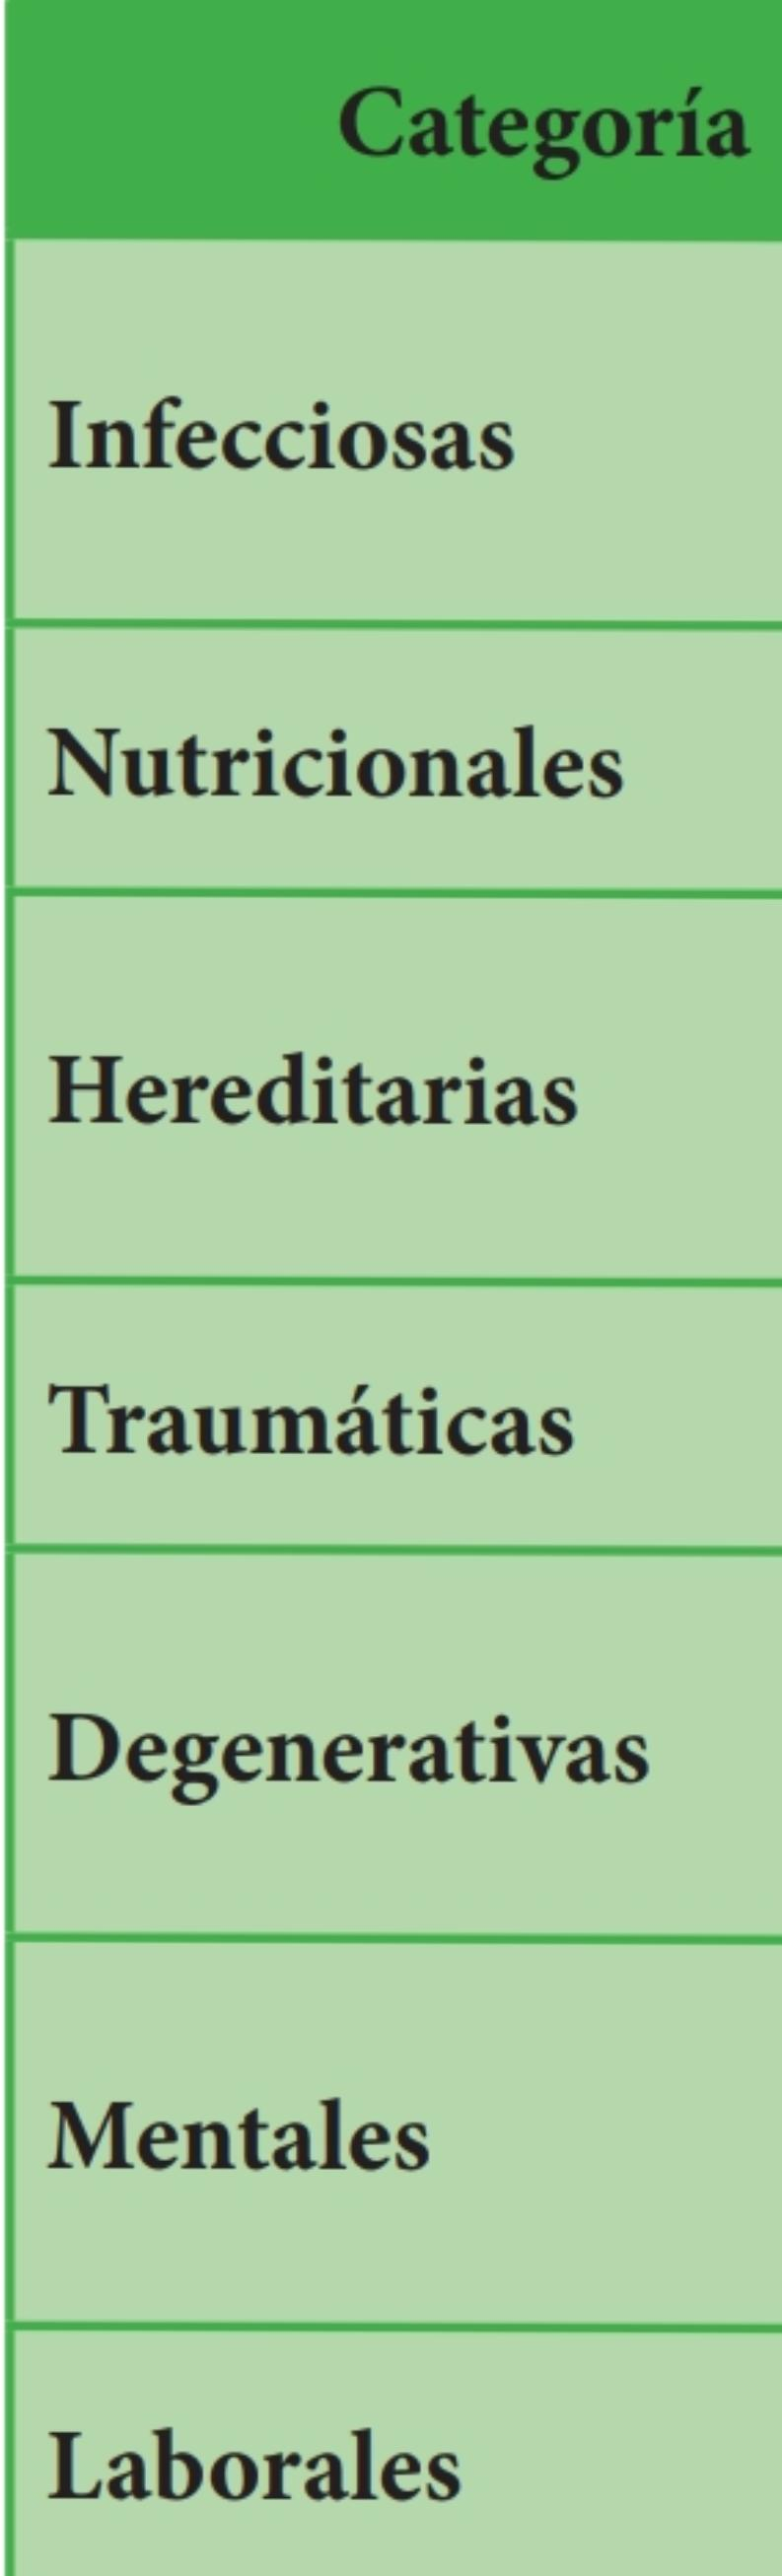 Categoría
Infecciosas
Nutricionales
Hereditarias
Traumáticas
Degenerativas
Mentales
Laborales